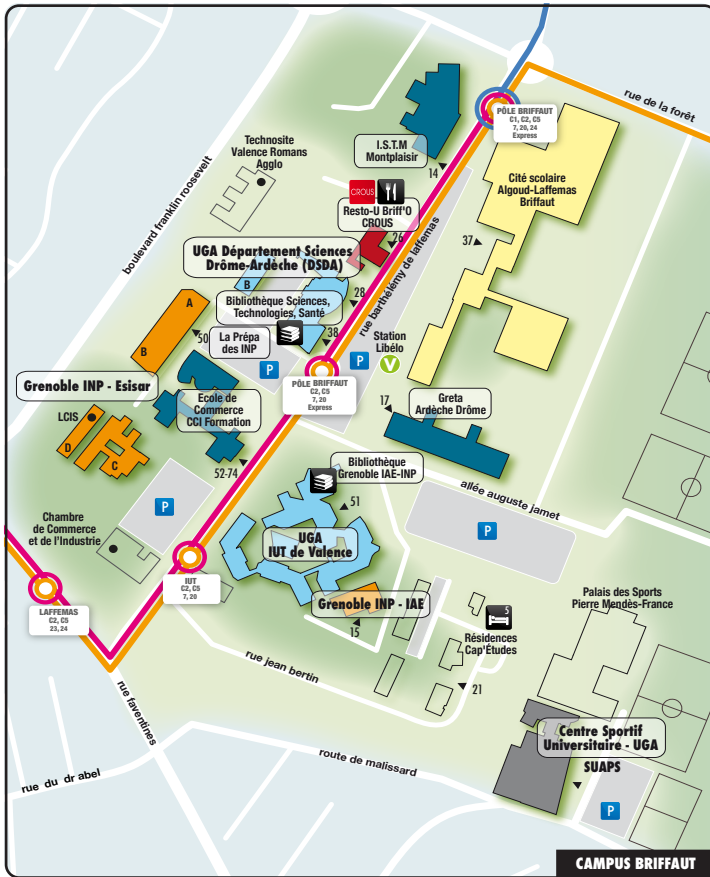 rue de la forêt
PÔLE BRIFFAUT
C1, C2, C5
7, 20, 24
Express
I.S.T.M
Montplaisir
14
Technosite
Valence Romans
Agglo
Cité scolaire
Algoud-Laffemas
Briffaut
boulevard franklin roosevelt
CROUS
Resto-U Briff'O
CROUS
26
37
rue barthélémy de laffemas
UGA Département Sciences
Drôme-Ardèche (DSDA)
B
28
Bibliothèque Sciences,
Technologies, Santé
A
50
38
La Prépa
des INP
B
P
P
Station
Libélo
V
PÔLE BRIFFAUT
C2, C5
7, 20
Express
Grenoble INP - Esisar
Ecole de
Commerce
CCI Formation
17
Greta
Ardèche Drôme
LCIS
D
C
52-74
Bibliothèque
Grenoble IAE-INP
51
allée auguste jamet
P
P
Chambre
de Commerce
et de l'Industrie
UGA
IUT de Valence
IUT
C2, C5
7, 20
LAFFEMAS
C2, C5
23, 24
Grenoble INP - IAE
15
5
Résidences
Cap'Études
21
Palais des Sports
Pierre Mendès-France
rue jean bertin
rue faventines
Centre Sportif
Universitaire - UGA
SUAPS
route de malissard
rue du dr abel
P
CAMPUS BRIFFAUT